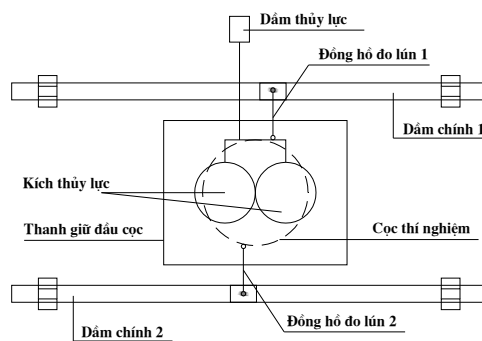 Dầm thủy lực
Đồng hồ đo lún 1
Dầm chính 1
Kích thủy lực
Thanh giữ đầu cọc
Cọc thí nghiệm
Dầm chính 2
Đồng hồ đo lún 2